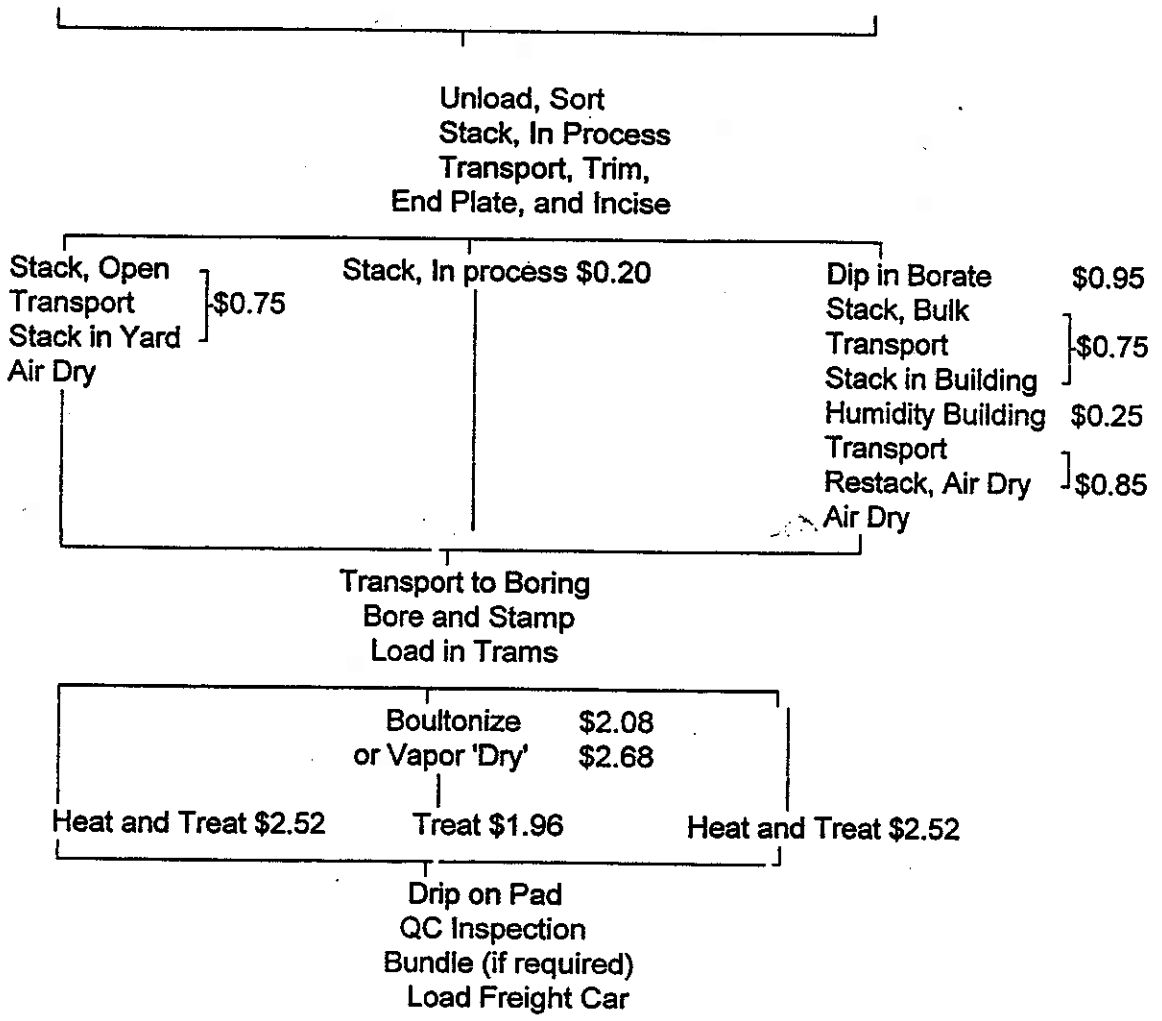 Unload, Sort
Stack, In Process
Transport, Trim,
End Plate, and Incise
Stack, Open
Transport $0.75
Stack in Yard
Air Dry
Stack, In process $0.20
Dip in Borate $0.95
Stack, Bulk
Transport $0.75
Stack in Building
Humidity Building $0.25
Transport
Restack, Air Dry $0.85
Air Dry
Transport to Boring
Bore and Stamp
Load in Trams
Boultonize $2.08
or Vapor 'Dry' $2.68
Heat and Treat $2.52 Treat $1.96 Heat and Treat $2.52
Drip on Pad
QC Inspection
Bundle (if required)
Load Freight Car